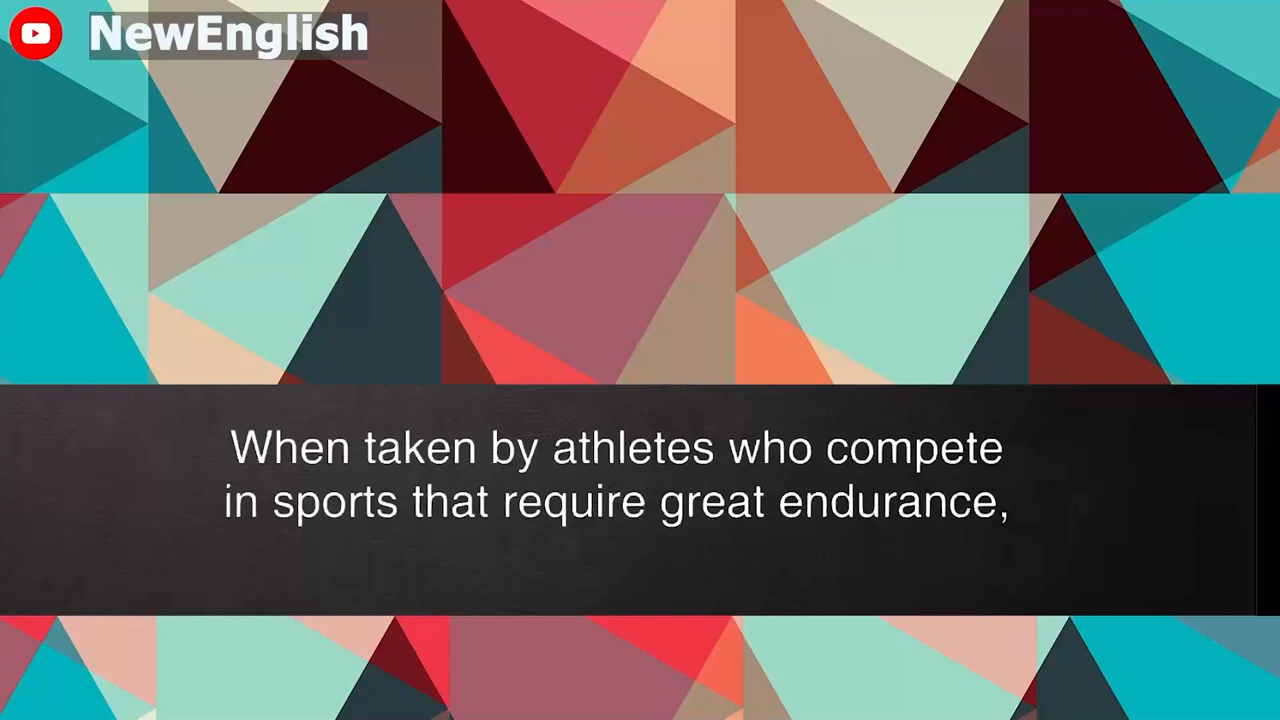 NewEnglish
When taken by athletes who compete
in sports that require great endurance,